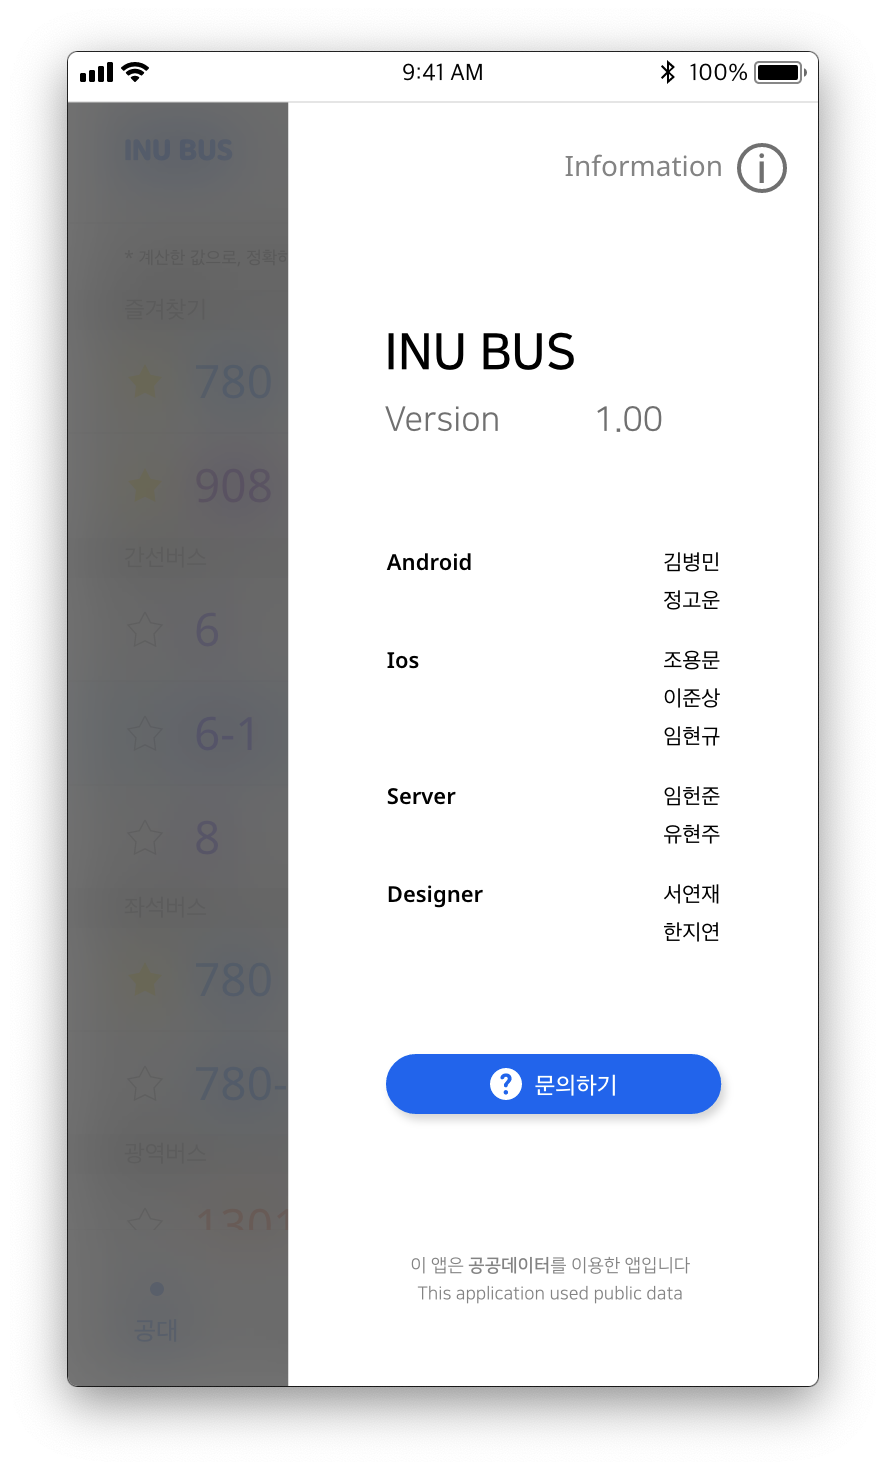 9:41 AM
100%
INU BUS
* 계산한 값으로, 정확하
즐겨찾기
780
908
간선버스
6
6-1
8
좌석버스
780
780-
광역버스
1301
공대
Information
INU BUS
Version 1.00
Android 김병민
정고운
Ios 조용문
이준상
임현규
Server 임헌준
유현주
Designer 서연재
한지연
문의하기
이 앱은 공공데이터를 이용한 앱입니다
This application used public data